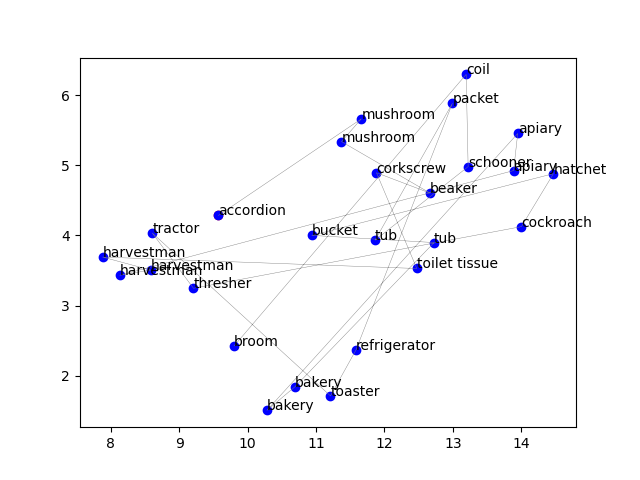 coil
packet
mushroom
apiary
mushroom
schooner
apiary
hatchet
corkscrew
beaker
accordion
cockroach
tractor
bucket
tub
tub
harvestman
harvestman
harvestman
toilet tissue
thresher
broom
refrigerator
bakery
toaster
bakery
6
5
4
3
2
8
9
10
11
12
13
14